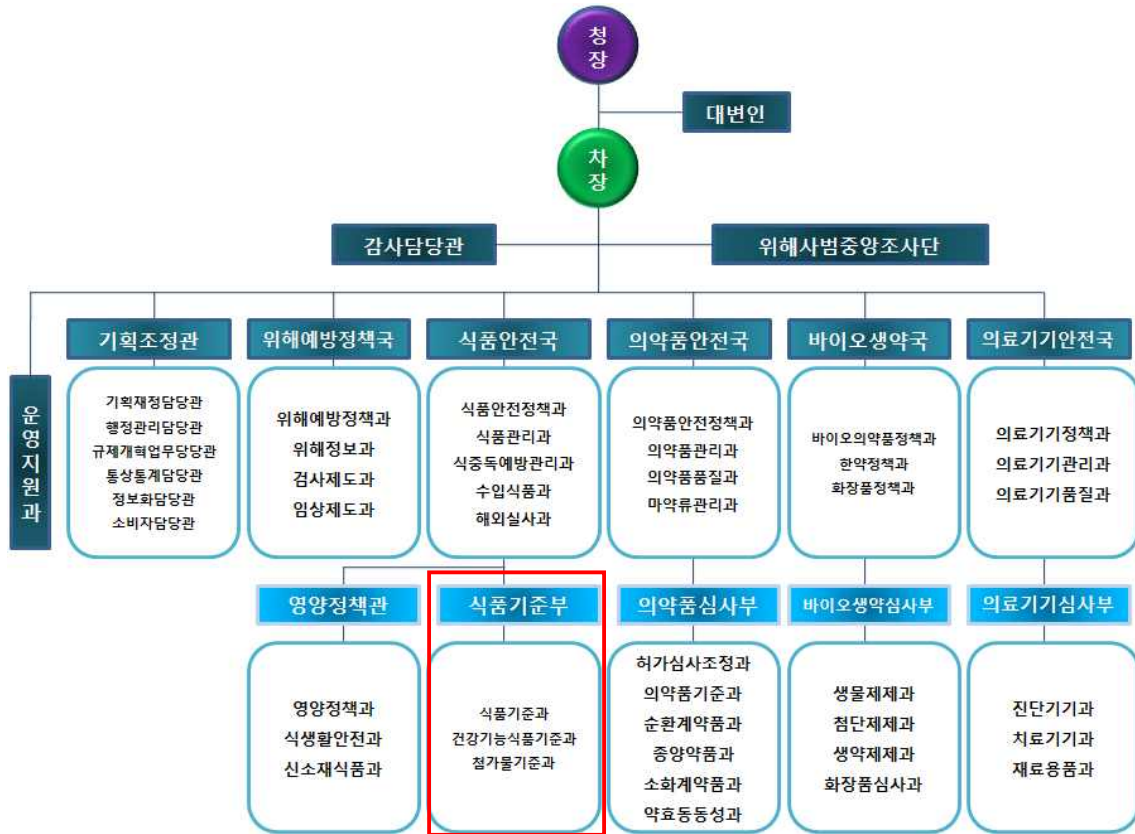 청
장
대변인
차
장
감사담당관
위해사범중앙조사단
운
영
지
원
과
기획조정관
기획재정담당관
행정관리담당관
규제개혁업무담당관
통상통계담당관
정보화담당관
소비자담당관
위해예방정책국
위해예방정책과
위해정보과
검사제도과
임상제도과
식품안전국
식품안전정책과
식품관리과
식중독예방관리과
수입식품과
해외실사과
의약품안전국
의약품안전정책과
의약품관리과
의약품품질과
마약류관리과
바이오생약국
바이오의약품정책과
한약정책과
화장품정책과
의료기기안전국
의료기기정책과
의료기기관리과
의료기기품질과
영양정책관
영양정책과
식생활안전과
신소재식품과
식품기준부
식품기준과
건강기능식품기준과
첨가물기준과
의약품심사부
허가심사조정과
의약품기준과
순환계약품과
종양약품과
소화계약품과
약효동등성과
바이오생약심사부
생물제제과
첨단제제과
생약제제과
화장품심사과
의료기기심사부
진단기기과
치료기기과
재료용품과